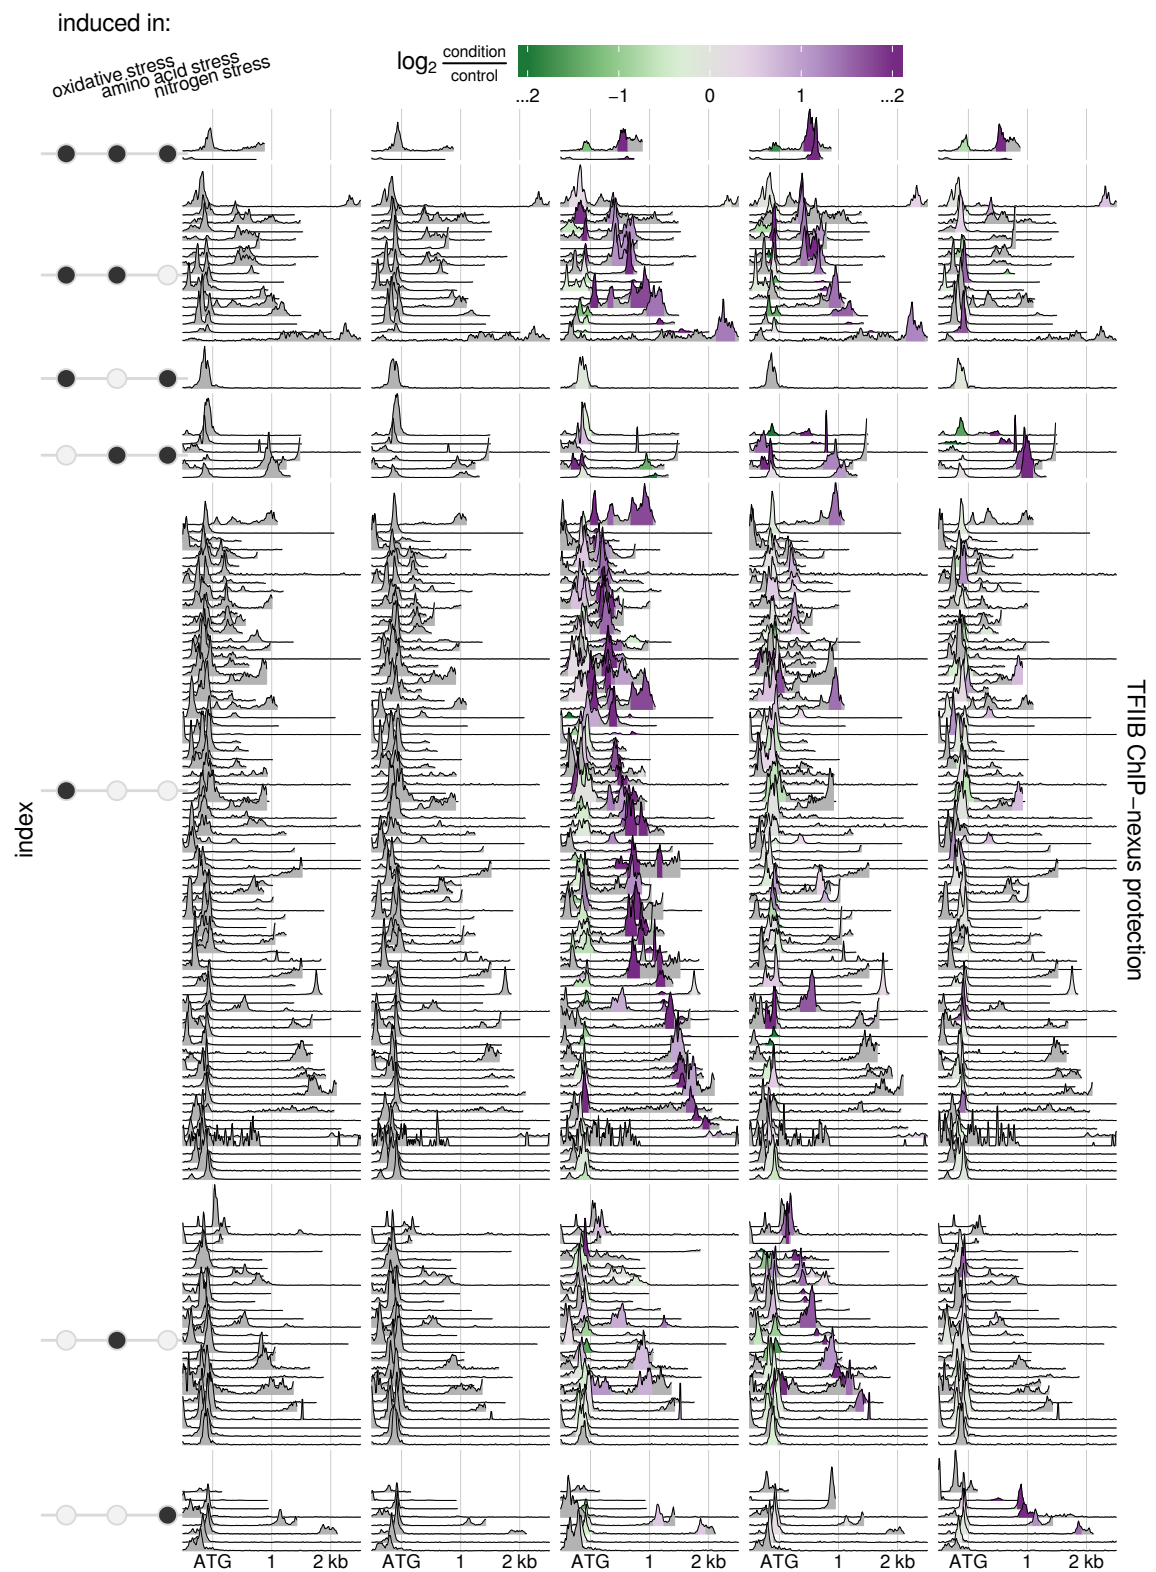 induced in:
oxidative stress
amino acid stress
nitrogen stress
log2 condition
control
...2 −1 0 1 ...2
index
TFIIB ChIP−nexus protection
ATG 1 2 kb ATG 1 2 kb ATG 1 2 kb ATG 1 2 kb ATG 1 2 kb